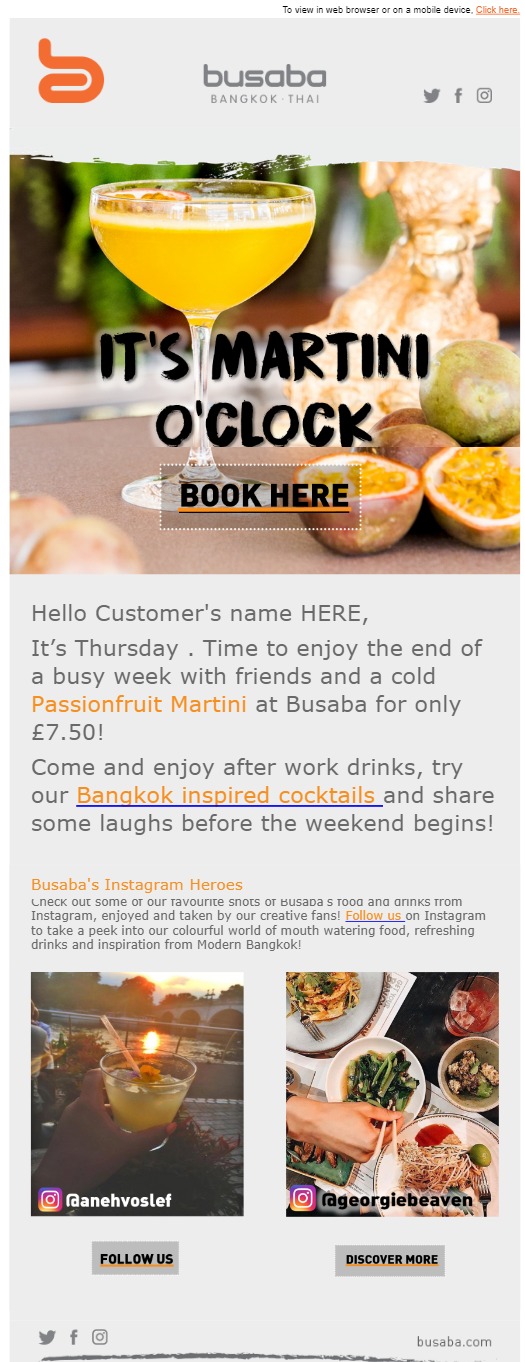 To view in web browser or on a mobile device, Click here.
busaba
BANGKOK · THAI
IT'S MARTINI
O'CLOCK
BOOK HERE
Hello Customer's name HERE,
It’s Thursday . Time to enjoy the end of
a busy week with friends and a cold
Passionfruit Martini at Busaba for only
£7.50!
Come and enjoy after work drinks, try
our Bangkok inspired cocktails and share
some laughs before the weekend begins!
Busaba's Instagram Heroes
Check out some of our favourite shots of Busaba's food and drinks from
Instagram, enjoyed and taken by our creative fans! Follow us on Instagram
to take a peek into our colourful world of mouth watering food, refreshing
drinks and inspiration from Modern Bangkok!
@anehvoslef
@georgiebeaven
FOLLOW US
DISCOVER MORE
busaba.com